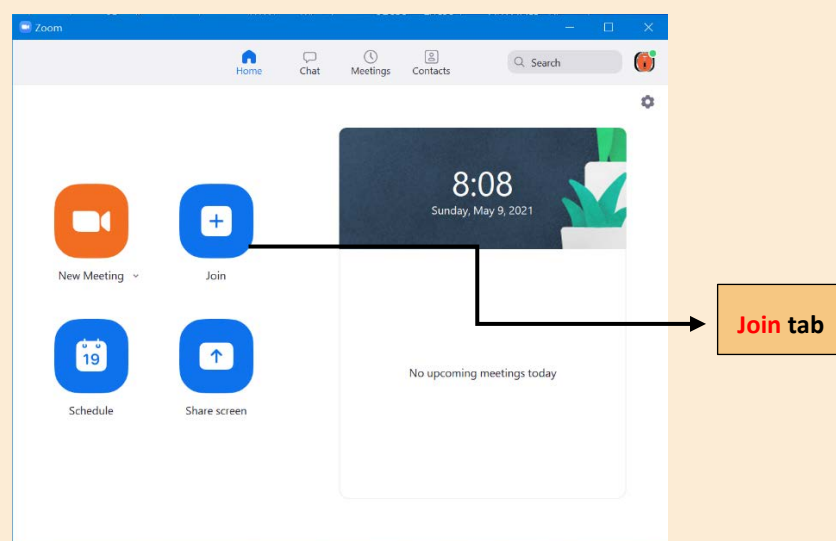 Zoom
Home
Chat
Meetings
Contacts
Search
8:08
Sunday, May 9, 2021
New Meeting
Join
19
Schedule
Share screen
No upcoming meetings today
Join tab